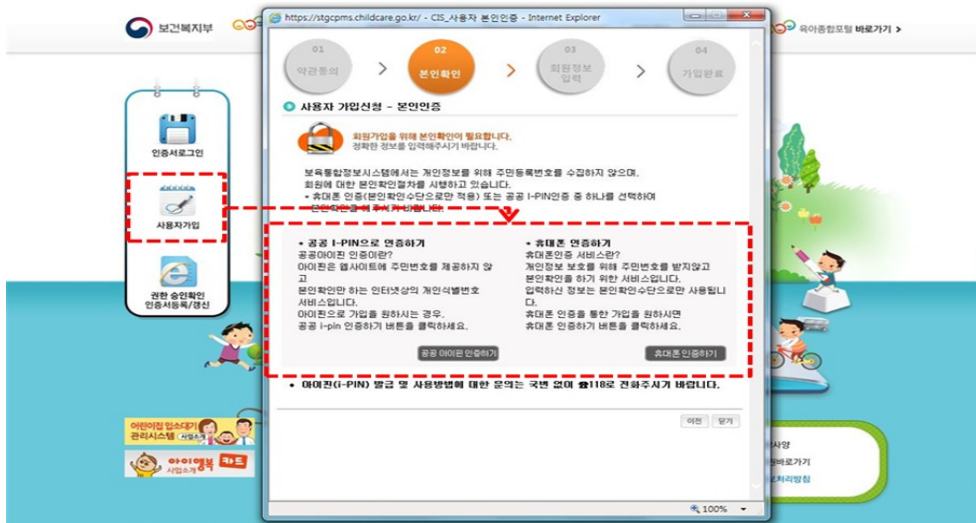 보건복지부
https://stgcpms.childcare.go.kr/ - CIS_사용자 본인인증 - Internet Explorer
육아종합포털 바로가기 >
01
약관동의
02
본인확인
03
회원정보
입력
04
가입완료
사용자 가입신청 - 본인인증
회원가입을 위해 본인확인이 필요합니다.
정확한 정보를 입력해주시기 바랍니다.
보육통합정보시스템에서는 개인정보를 위해 주민등록번호를 수집하지 않으며,
회원에 대한 본인확인절차를 시행하고 있습니다.
• 휴대폰 인증(본인확인수단으로만 적용) 또는 공공 I-PIN인증 중 하나를 선택하여
본인확인을 해주시기 바랍니다.
인증서로그인
사용자가입
권한 승인확인
인증서등록/갱신
• 공공 I-PIN으로 인증하기
공공아이핀 인증이란?
아이핀은 웹사이트에 주민번호를 제공하지 않
고
본인확인만 하는 인터넷상의 개인식별번호
서비스입니다.
아이핀으로 가입을 원하시는 경우,
공공 i-pin 인증하기 버튼을 클릭하세요.
공공 아이핀 인증하기
• 휴대폰 인증하기
휴대폰인증 서비스란?
개인정보 보호를 위해 주민번호를 받지않고
본인확인을 하기 위한 서비스입니다.
입력하신 정보는 본인확인수단으로만 사용됩니
다.
휴대폰 인증을 통한 가입을 원하시면
휴대폰 인증하기 버튼을 클릭하세요.
휴대폰인증하기
• 아이핀(i-PIN) 발급 및 사용방법에 대한 문의는 국번 없이 ☎118로 전화주시기 바랍니다.
이전
닫기
어린이집 입소대기
관리시스템 사업소개
아이행복 카드
사업소개
사양
원바로가기
보처리방침
100%